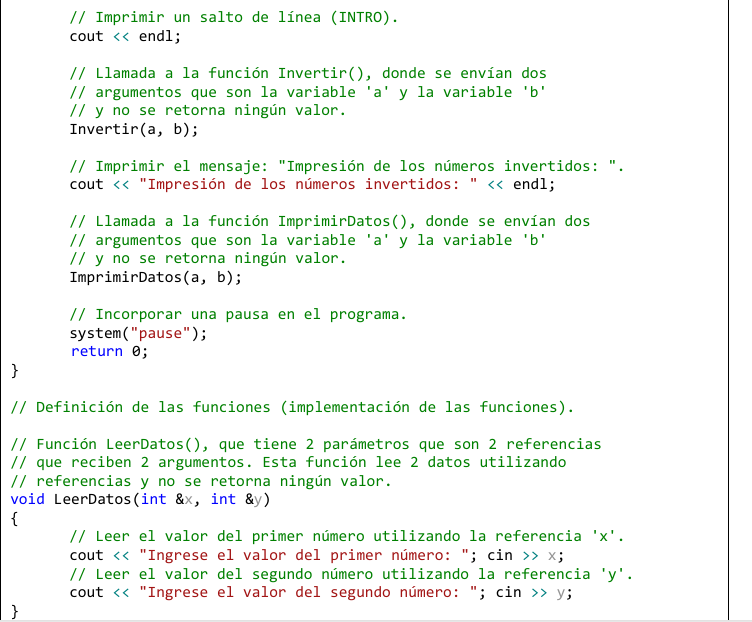 // Imprimir un salto de línea (INTRO).
cout << endl;
// Llamada a la función Invertir(), donde se envían dos
// argumentos que son la variable 'a' y la variable 'b'
// y no se retorna ningún valor.
Invertir(a, b);
// Imprimir el mensaje: "Impresión de los números invertidos: ".
cout << "Impresión de los números invertidos: " << endl;
// Llamada a la función ImprimirDatos(), donde se envían dos
// argumentos que son la variable 'a' y la variable 'b'
// y no se retorna ningún valor.
ImprimirDatos(a, b);
// Incorporar una pausa en el programa.
system("pause");
return 0;
}
// Definición de las funciones (implementación de las funciones).
// Función LeerDatos(), que tiene 2 parámetros que son 2 referencias
// que reciben 2 argumentos. Esta función lee 2 datos utilizando
// referencias y no se retorna ningún valor.
void LeerDatos(int &x, int &y)
{
// Leer el valor del primer número utilizando la referencia 'x'.
cout << "Ingrese el valor del primer número: "; cin >> x;
// Leer el valor del segundo número utilizando la referencia 'y'.
cout << "Ingrese el valor del segundo número: "; cin >> y;
}